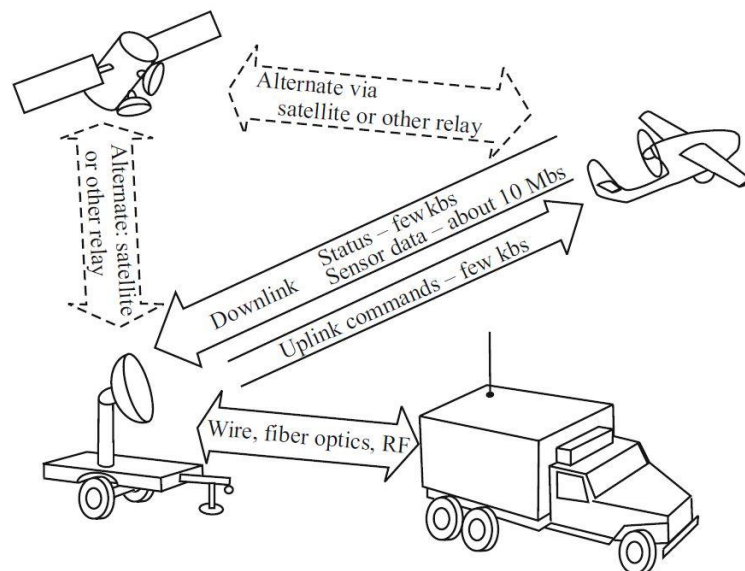 Alternate via
satellite or other relay
Alternate: satellite
or other relay
Status – few kbs
Downlink Sensor data – about 10 Mbs
Uplink commands – few kbs
Wire, fiber optics, RF